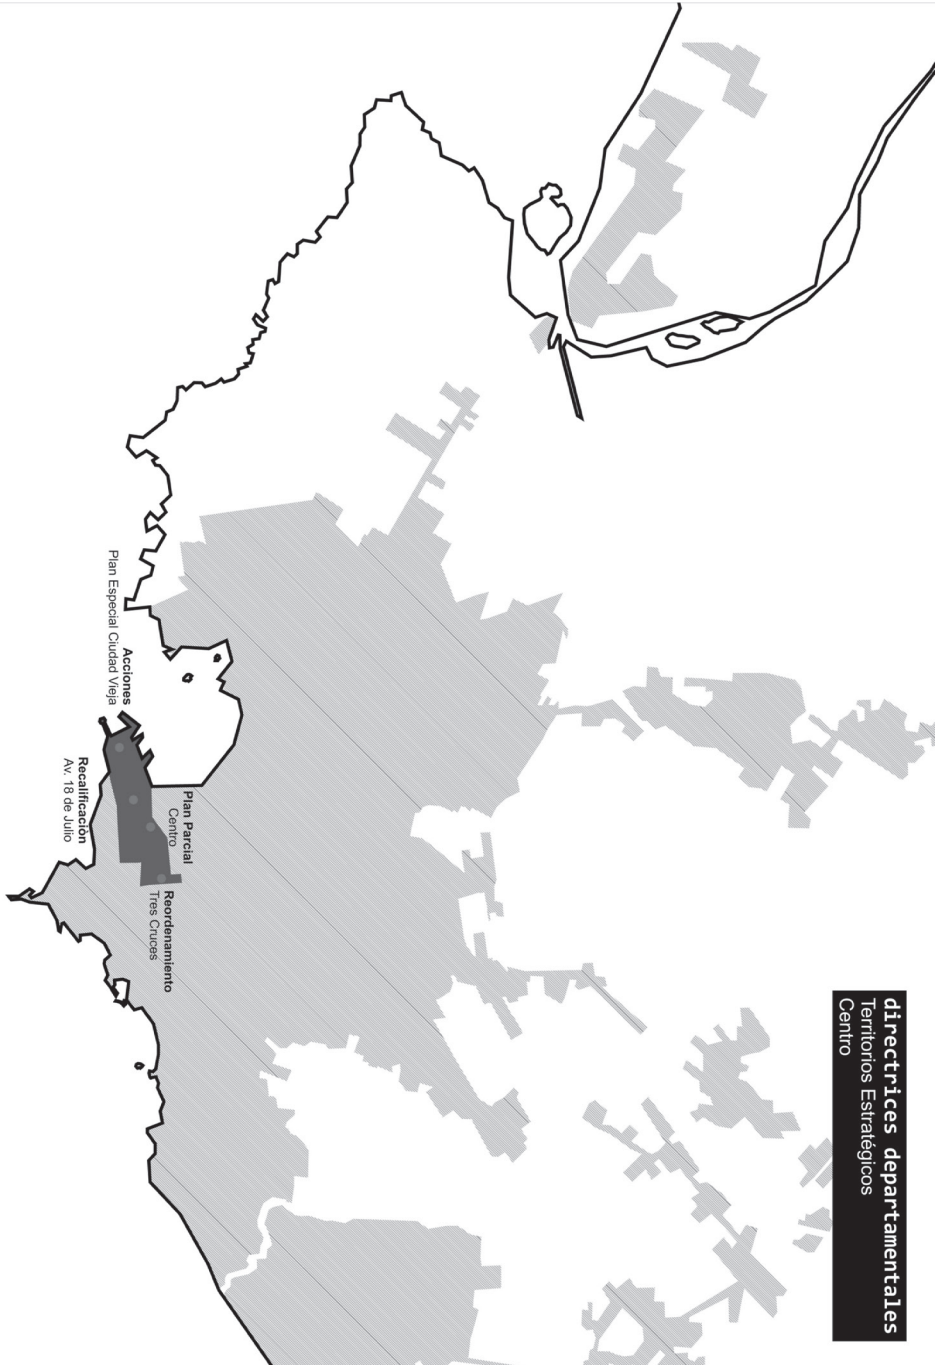 directrices departamentales
Territorios Estratégicos
Centro
Plan Parcial
Centro
Reordenamiento
Tres Cruces
Acciones
Plan Especial Ciudad Vieja
Recalificaciòn
Av. 18 de Julio